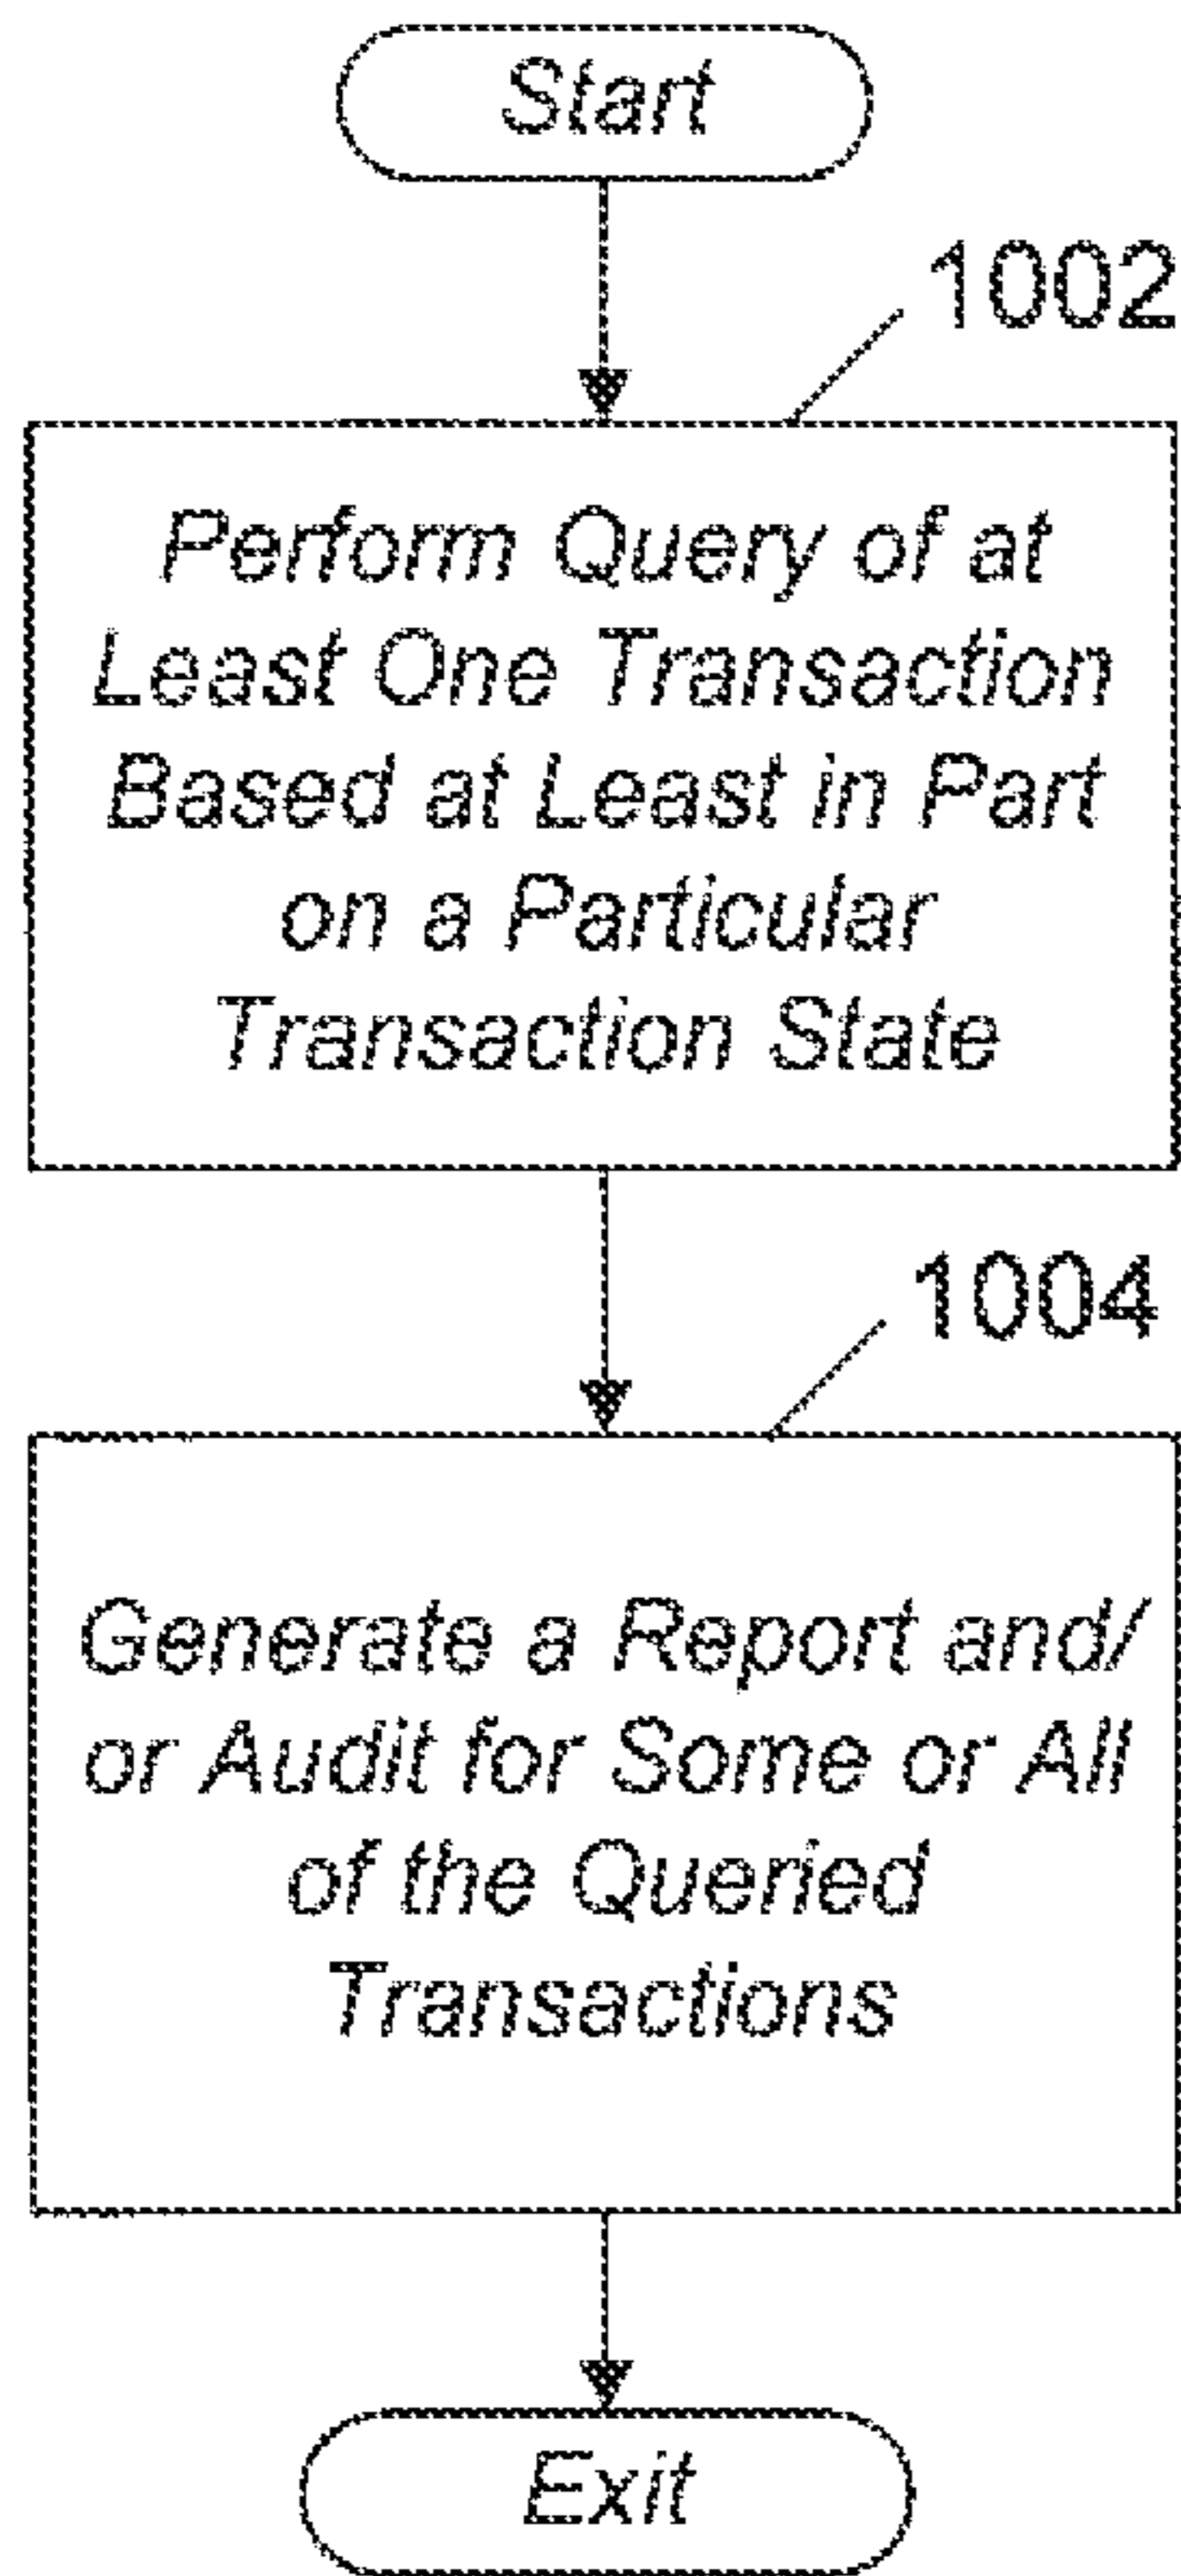 Start
1002
Perform Query of at
Least One Transaction
Based at Least in Part
on a Particular
Transaction State
1004
Generate a Report and/
or Audit for Some or All
of the Queried
Transactions
Exit